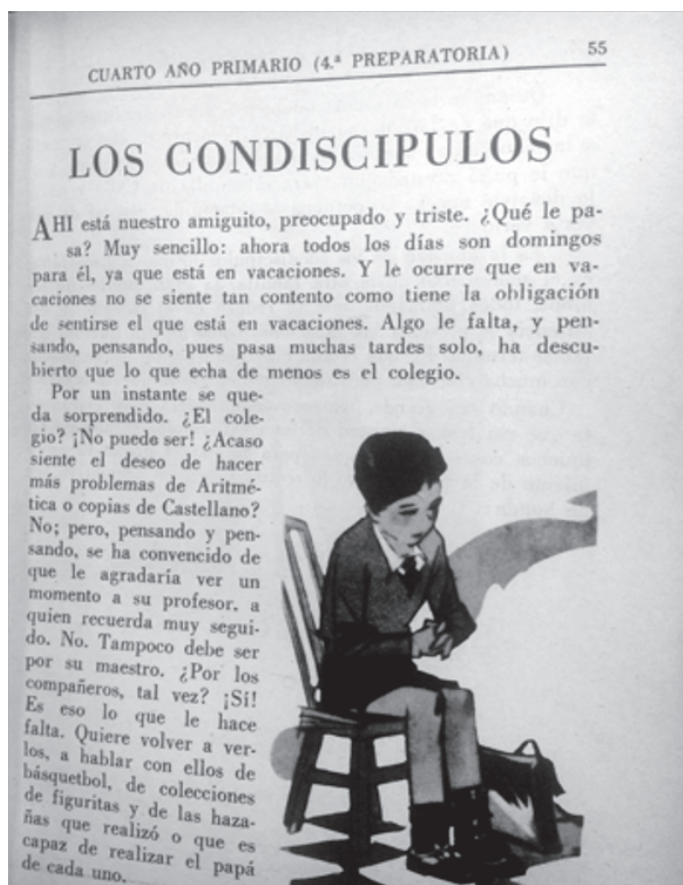 CUARTO AÑO PRIMARIO (4.ª PREPARATORIA) 55
LOS CONDISCIPULOS
AHI está nuestro amiguito, preocupado y triste. ¿Qué le pa-
sa? Muy sencillo: ahora todos los días son domingos
para él, ya que está en vacaciones. Y le ocurre que en va-
caciones no se siente tan contento como tiene la obligación
de sentirse el que está en vacaciones. Algo le falta, y pen-
sando, pensando, pues pasa muchas tardes solo, ha descu-
bierto que lo que echa de menos es el colegio.
Por un instante se que-
da sorprendido. ¿El cole-
gio? ¡No puede ser! ¿Acaso
siente el deseo de hacer
más problemas de Aritmé-
tica o copias de Castellano?
No; pero, pensando y pen-
sando, se ha convencido de
que le agradaría ver un
momento a su profesor, a
quien recuerda muy segui-
do. No. Tampoco debe ser
por su maestro. ¿Por los
compañeros, tal vez? ¡Sí!
Es eso lo que le hace
falta. Quiere volver a ver-
los, a hablar con ellos de
básquetbol, de colecciones
de figuritas y de las haza-
ñas que realizó o que es
capaz de realizar el papá
de cada uno.